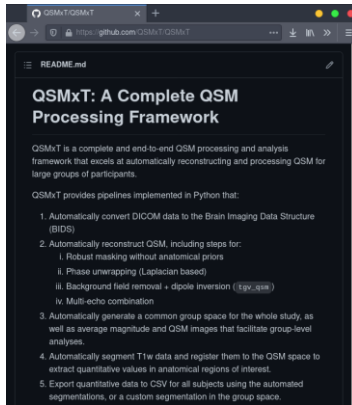 QSMxT/QSMxT
https://github.com/QSMxT/QSMxT
README.md
QSMxT: A Complete QSM
Processing Framework
QSMxT is a complete and end-to-end QSM processing and analysis
framework that excels at automatically reconstructing and processing QSM for
large groups of participants.
QSMxT provides pipelines implemented in Python that:
1. Automatically convert DICOM data to the Brain Imaging Data Structure
(BIDS)
2. Automatically reconstruct QSM, including steps for:
i. Robust masking without anatomical priors
ii. Phase unwrapping (Laplacian based)
iii. Background field removal + dipole inversion ( tgv_qsm )
iv. Multi-echo combination
3. Automatically generate a common group space for the whole study, as
well as average magnitude and QSM images that facilitate group-level
analyses.
4. Automatically segment T1w data and register them to the QSM space to
extract quantitative values in anatomical regions of interest.
5. Export quantitative data to CSV for all subjects using the automated
segmentations, or a custom segmentation in the group space.